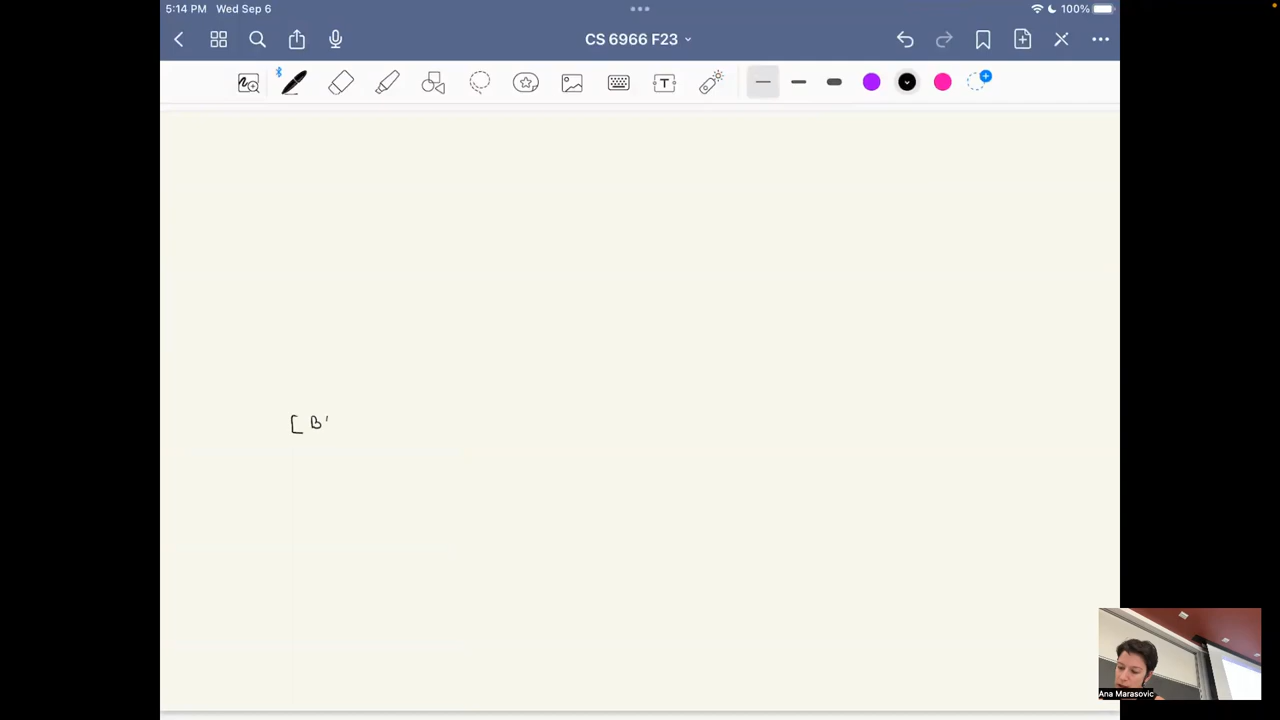 5:14 PM Wed Sep 6
100%
CS 6966 F23
T
[ B'
Ana Marasovic